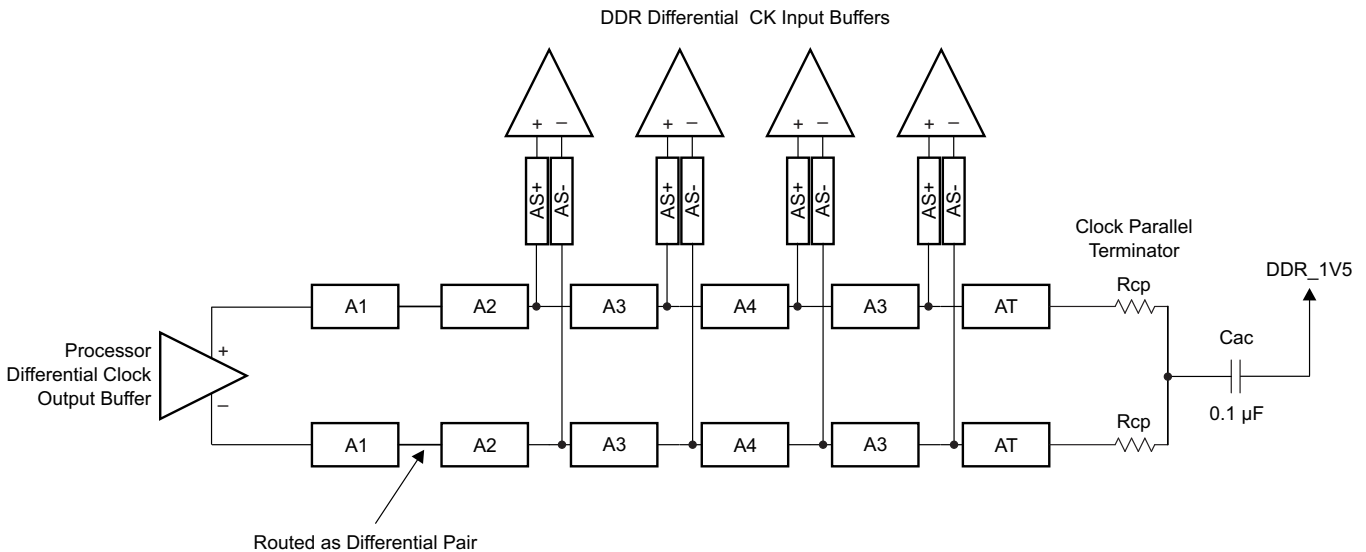 DDR Differential CK Input Buffers
+ −
+ −
+ −
+ −
AS+
AS-
AS+
AS-
AS+
AS-
AS+
AS-
Clock Parallel
Terminator
DDR_1V5
A1
A2
A3
A4
A3
AT
Rcp
Processor
Differential Clock
Output Buffer
+
−
Cac
0.1 µF
A1
A2
A3
A4
A3
AT
Rcp
Routed as Differential Pair